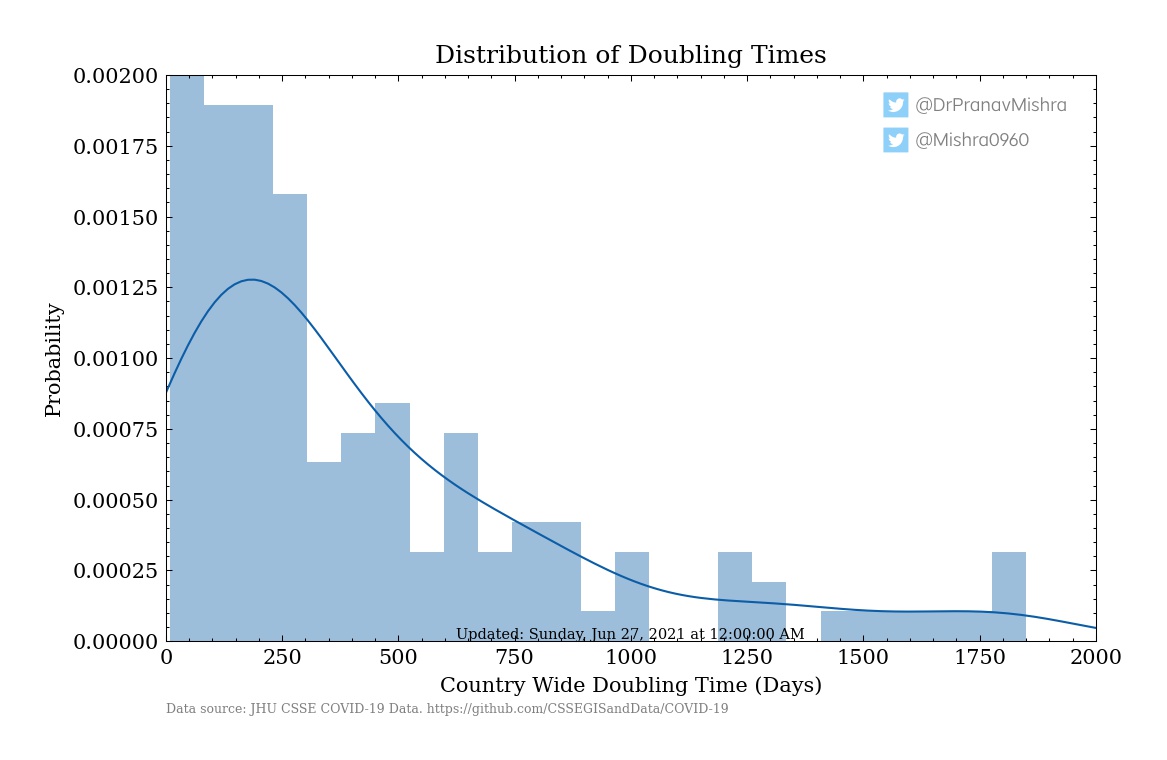 Distribution of Doubling Times
@DrPranavMishra
@Mishra0960
Probability
0.00200
0.00175
0.00150
0.00125
0.00100
0.00075
0.00050
0.00025
0.00000
Updated: Sunday, Jun 27, 2021 at 12:00:00 AM
0 250 500 750 1000 1250 1500 1750 2000
Country Wide Doubling Time (Days)
Data source: JHU CSSE COVID-19 Data. https://github.com/CSSEGISandData/COVID-19